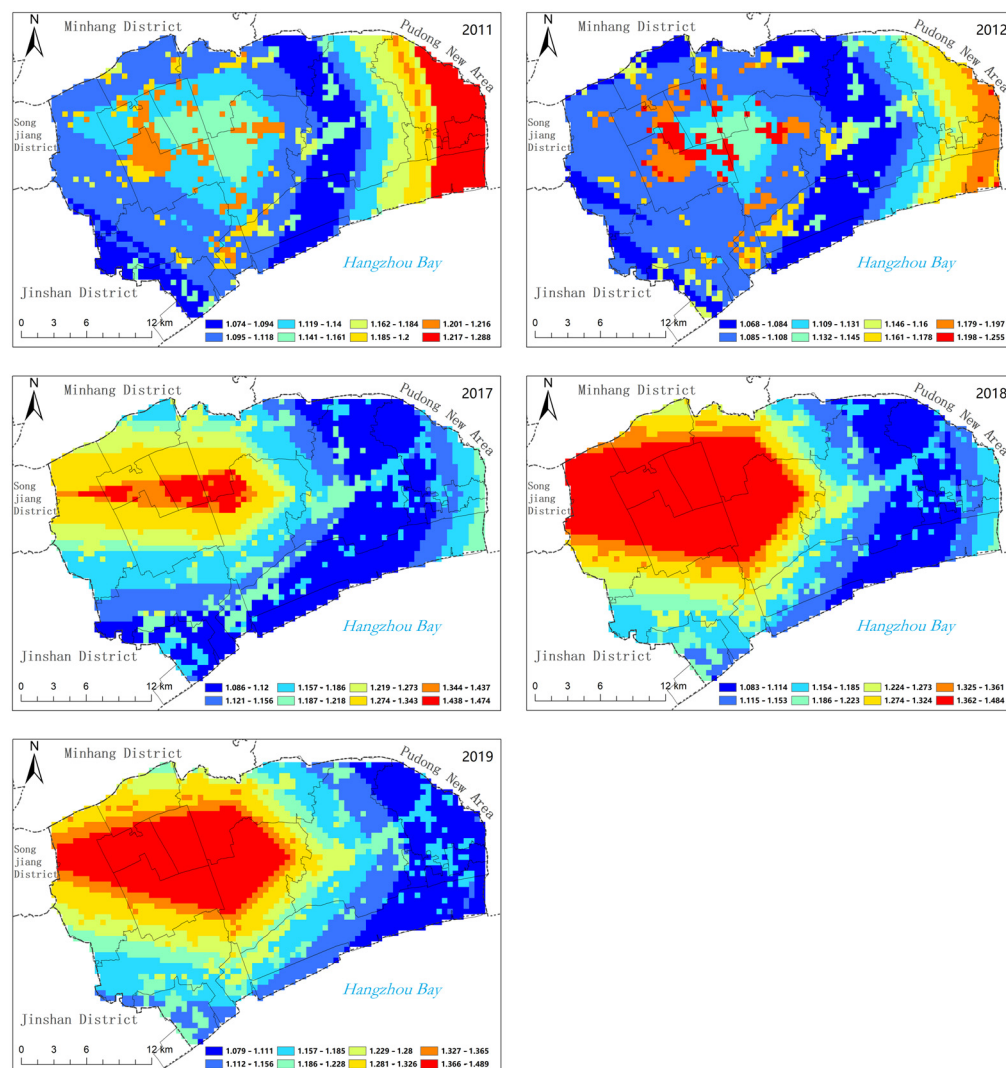 N
Minhang District
Pudong New Area
2011
Song
jiang
District
Hangzhou Bay
Jinshan District
0 3 6 12 km
1.074 - 1.094 1.119 - 1.14 1.162 - 1.184 1.201 - 1.216
1.095 - 1.118 1.141 - 1.161 1.185 - 1.2 1.217 - 1.288
N
Minhang District
Pudong New Area
2012
Song
jiang
District
Hangzhou Bay
Jinshan District
0 3 6 12 km
1.068 - 1.084 1.109 - 1.131 1.146 - 1.16 1.179 - 1.197
1.085 - 1.108 1.132 - 1.145 1.161 - 1.178 1.198 - 1.255
N
Minhang District
Pudong New Area
2017
Song
jiang
District
Hangzhou Bay
Jinshan District
0 3 6 12 km
1.086 - 1.12 1.157 - 1.186 1.219 - 1.273 1.344 - 1.437
1.121 - 1.156 1.187 - 1.218 1.274 - 1.343 1.438 - 1.474
N
Minhang District
Pudong New Area
2018
Song
jiang
District
Hangzhou Bay
Jinshan District
0 3 6 12 km
1.083 - 1.114 1.154 - 1.185 1.224 - 1.273 1.325 - 1.361
1.115 - 1.153 1.186 - 1.223 1.274 - 1.324 1.362 - 1.484
N
Minhang District
Pudong New Area
2019
Song
jiang
District
Hangzhou Bay
Jinshan District
0 3 6 12 km
1.079 - 1.111 1.157 - 1.185 1.229 - 1.28 1.327 - 1.365
1.112 - 1.156 1.186 - 1.228 1.281 - 1.326 1.366 - 1.489